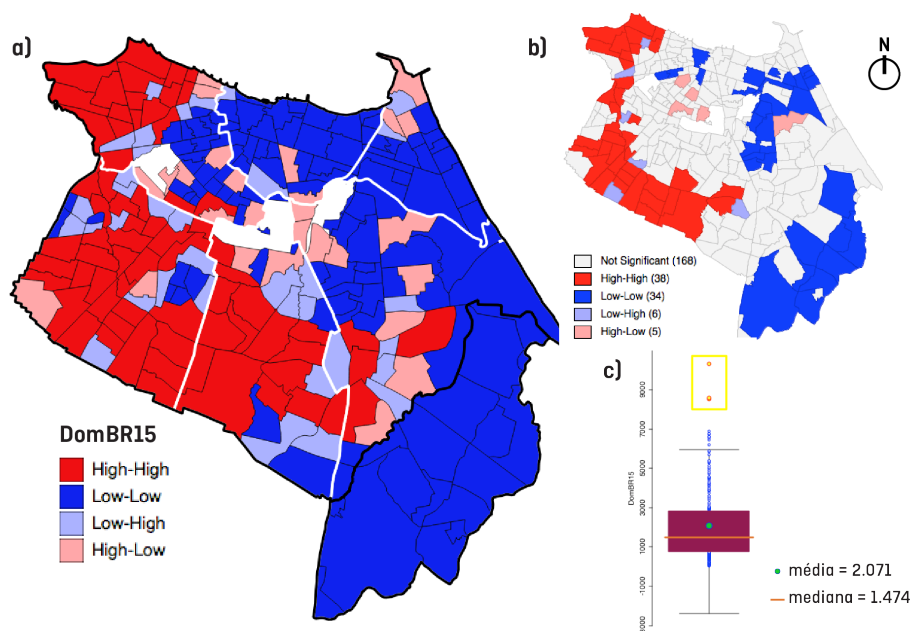 a)
DomBR15
High-High
Low-Low
Low-High
High-Low
b)
N
Not Significant (168)
High-High (38)
Low-Low (34)
Low-High (6)
High-Low (5)
c)
9000
7000
5000
3000
1000
-1000
DomBR15
média = 2.071
mediana = 1.474